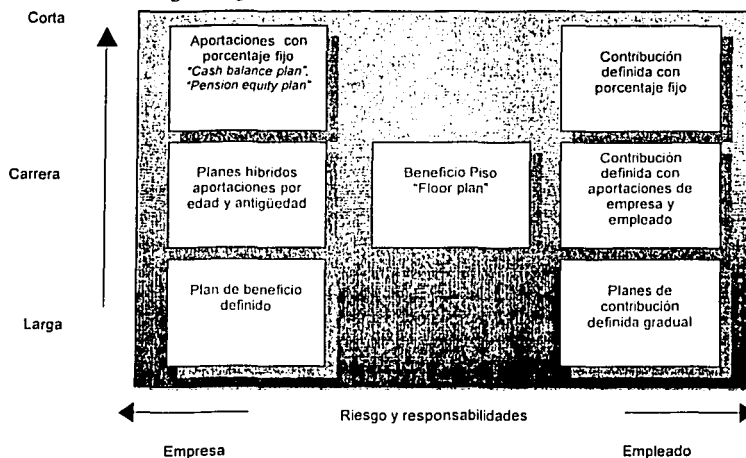 Corta
Aportaciones con
porcentaje fijo
"Cash balance plan",
"Pension equity plan"
Contribución
definida con
porcentaje fijo
Carrera
Planes híbridos
aportaciones por
edad y antigüedad
Beneficio Piso
"Floor plan"
Contribución
definida con
aportaciones de
empresa y
empleado
Larga
Plan de beneficio
definido
Planes de
contribución
definida gradual
Riesgo y responsabilidades
Empresa
Empleado